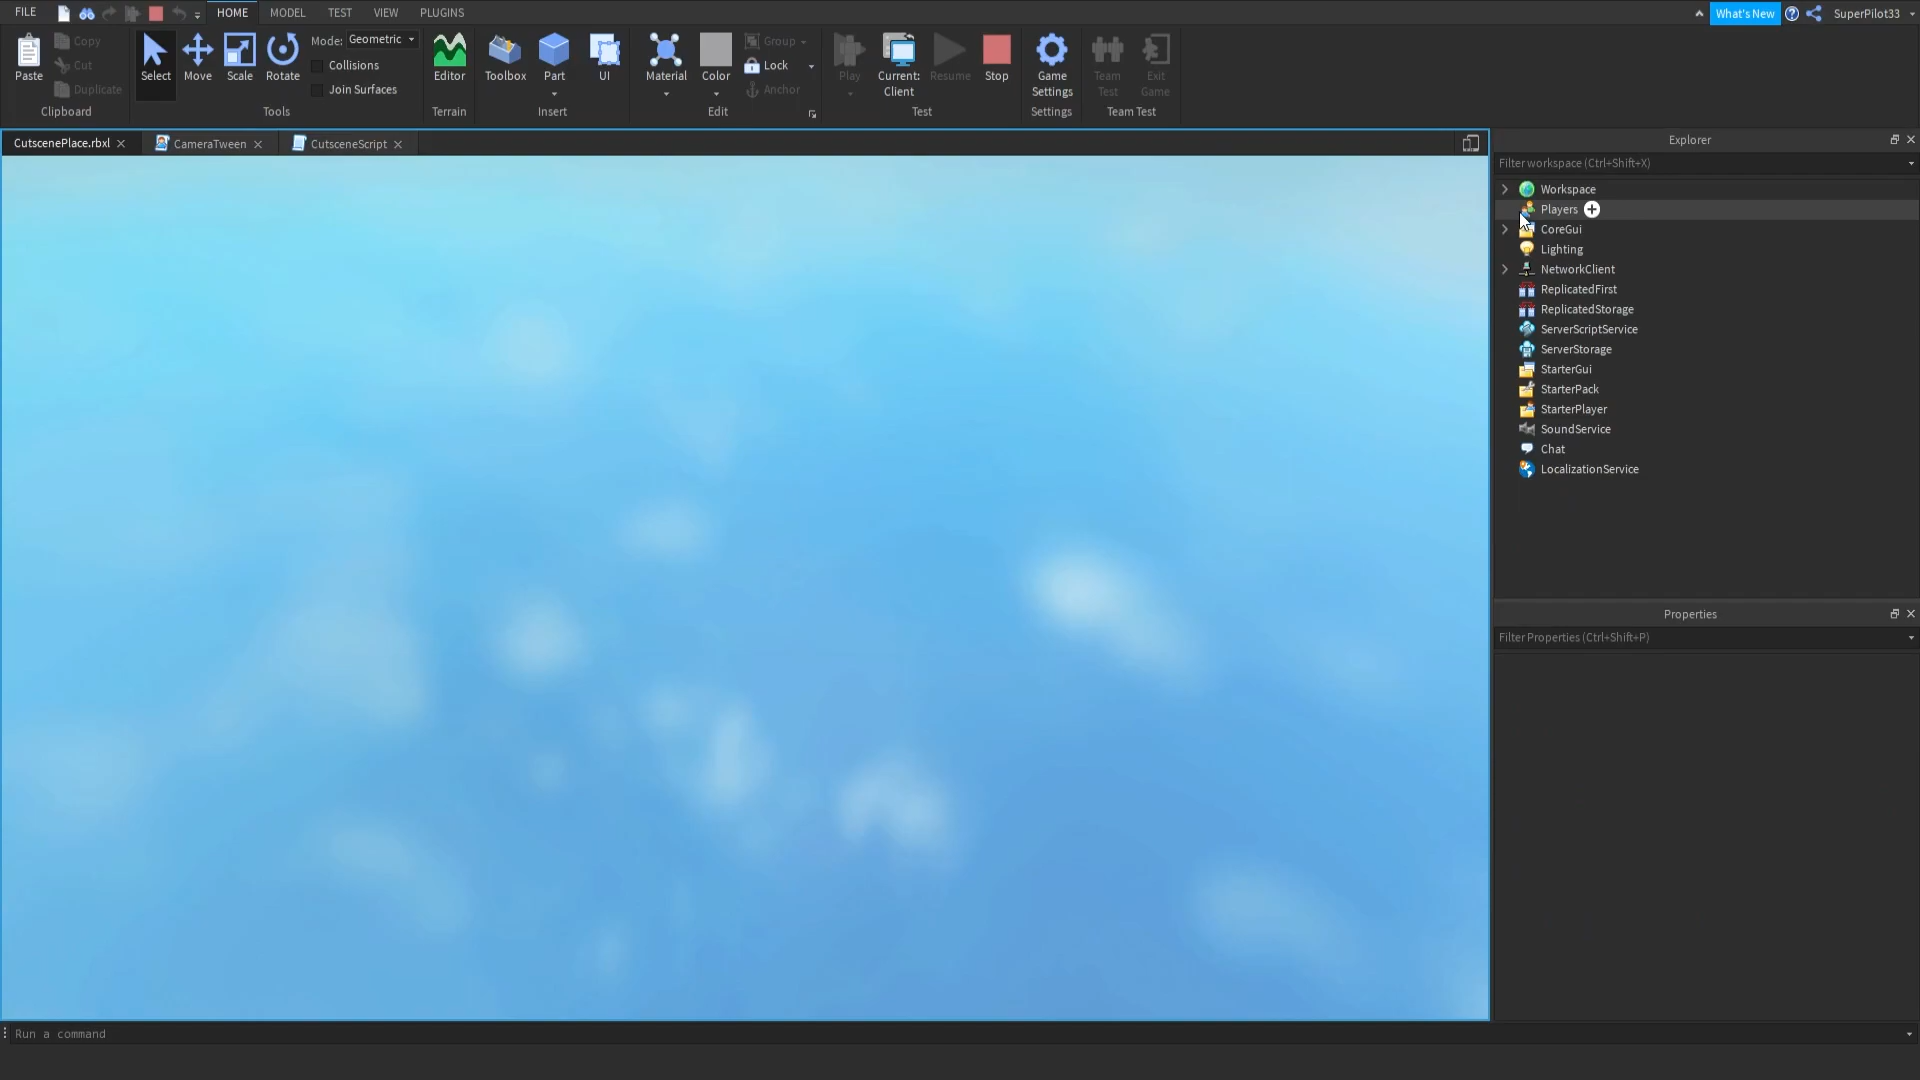 FILE
HOME
MODEL
TEST
VIEW
PLUGINS
What's New
SuperPilot33
Paste
Copy
Cut
Duplicate
Clipboard
Select
Move
Scale
Rotate
Mode: Geometric
Collisions
Join Surfaces
Tools
Editor
Terrain
Toolbox
Part
UI
Insert
Material
Color
Group
Lock
Anchor
Edit
Play
Current:
Client
Resume
Stop
Test
Game
Settings
Settings
Team
Test
Exit
Game
Team Test
CutscenePlace.rbxl
CameraTween
CutsceneScript
Explorer
Filter workspace (Ctrl+Shift+X)
Workspace
Players
CoreGui
Lighting
NetworkClient
ReplicatedFirst
ReplicatedStorage
ServerScriptService
ServerStorage
StarterGui
StarterPack
StarterPlayer
SoundService
Chat
LocalizationService
Properties
Filter Properties (Ctrl+Shift+P)
Run a command